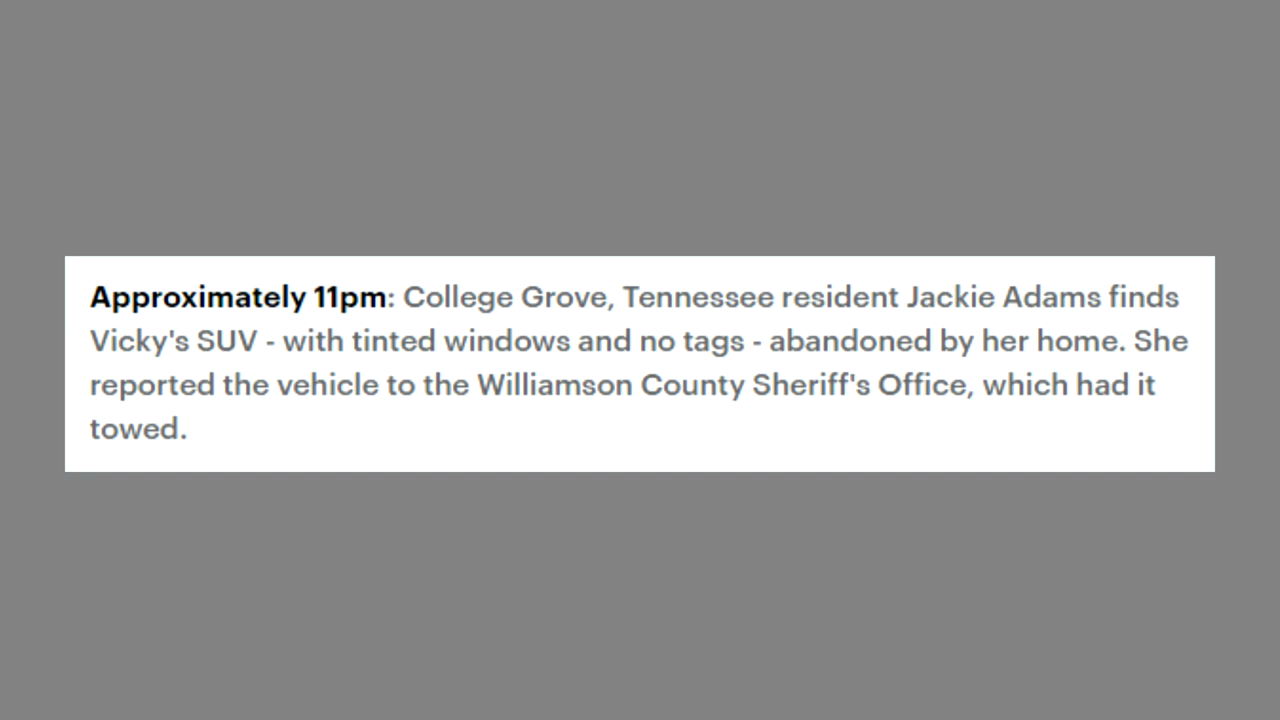 Approximately 11pm: College Grove, Tennessee resident Jackie Adams finds
Vicky's SUV - with tinted windows and no tags - abandoned by her home. She
reported the vehicle to the Williamson County Sheriff's Office, which had it
towed.